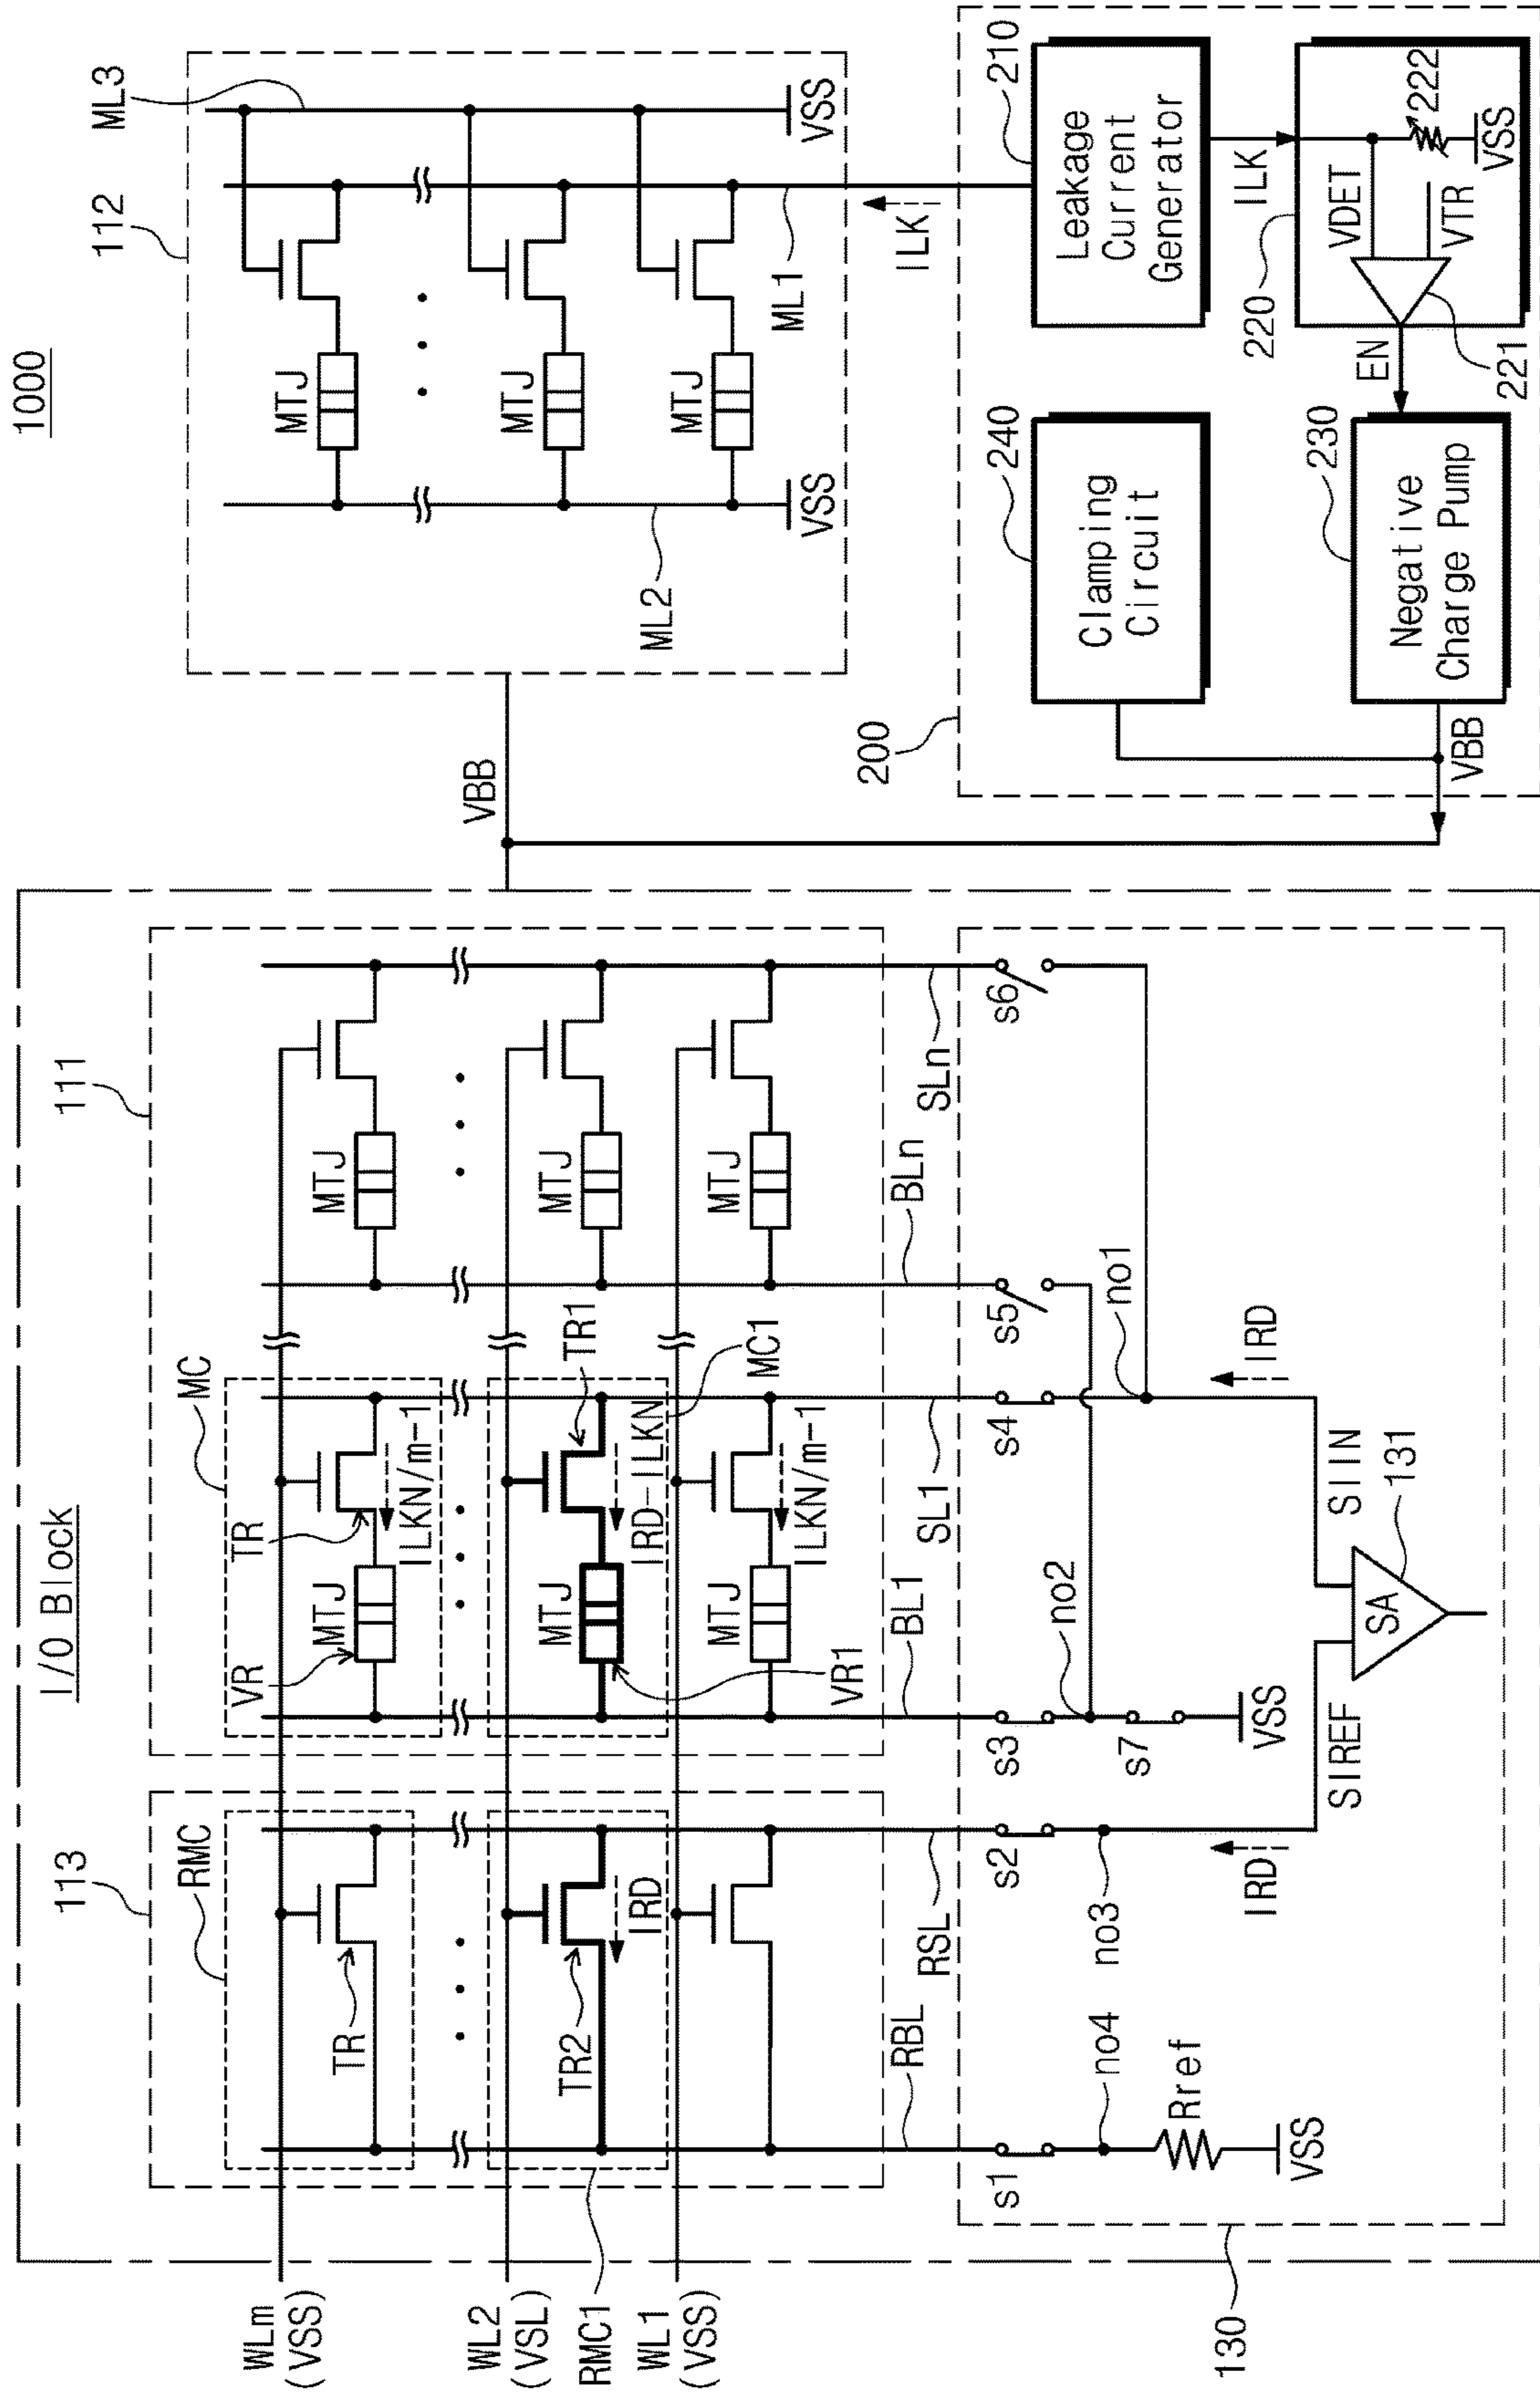 1000
I/O Block
113
RMC
TR
TR2
IRD
RSL
RBL
WLm
(VSS)
WL2
(VSL)
RMC1
WL1
(VSS)
111
MC
VR
TR
MTJ
ILKN/m-1
MTJ
TR1
IRD-ILKN
MC1
MTJ
ILKN/m-1
VR1
BL1
SL1
MTJ
MTJ
MTJ
BLn
SLn
130
s1
s2
s3
s4
s5
s6
s7
no4
no3
no2
no1
Rref
VSS
IRD
SIREF
VSS
IRD
SIIN
SA
131
VBB
112
ML3
MTJ
MTJ
MTJ
ML2
VSS
ML1
VSS
ILK
200
240
Clamping
Circuit
210
Leakage
Current
Generator
230
Negative
Charge Pump
VBB
EN
220
ILK
VDET
VTR
221
222
VSS